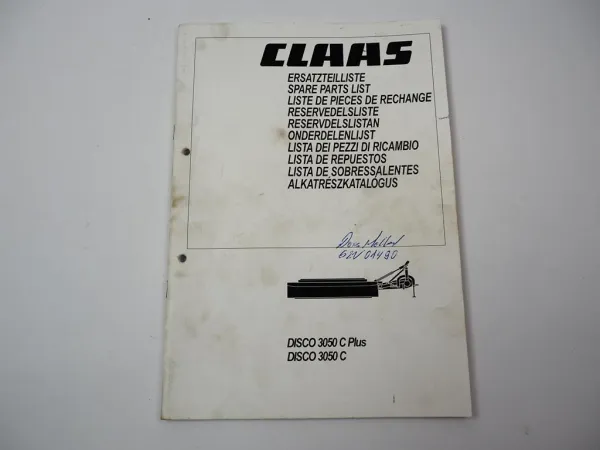 CLAAS
ERSATZTEILLISTE
SPARE PARTS LIST
LISTE DE PIECES DE RECHANGE
RESERVEDELSLISTE
RESERVDELSLISTAN
ONDERDELENLIJST
LISTA DEI PEZZI DI RICAMBIO
LISTA DE REPUESTOS
LISTA DE SOBRESSALENTES
ALKATRÉSZKATALÓGUS
DISCO 3050 C Plus
DISCO 3050 C